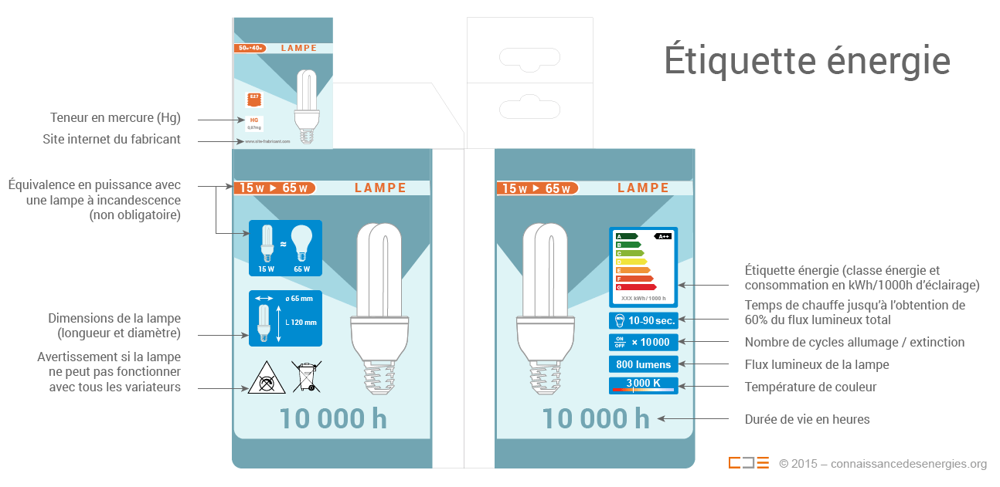 Étiquette énergie
50W-40W
LAMPE
E27
HG
0,07mg
www.site-fabrisant.com
Teneur en mercure (Hg)
Site internet du fabricant
Équivalence en puissance avec
une lampe à incandescence
(non obligatoire)
Dimensions de la lampe
(longueur et diamètre)
Avertissement si la lampe
ne peut pas fonctionner
avec tous les variateurs
15 W ▶ 65 W
LAMPE
≈
15 W
65 W
ø 65 mm
L 120 mm
10 000 h
15 W ▶ 65 W
LAMPE
A
A++
B
C
D
E
F
G
XXX kWh / 1000 h
60%
10-90 sec.
ON
OFF
× 10 000
800 lumens
3 000 K
10 000 h
Étiquette énergie (classe énergie et
consommation en kWh/1000h d'éclairage)
Temps de chauffe jusqu'à l'obtention de
60% du flux lumineux total
Nombre de cycles allumage / extinction
Flux lumineux de la lampe
Température de couleur
Durée de vie en heures
© 2015 – connaissancedesenergies.org